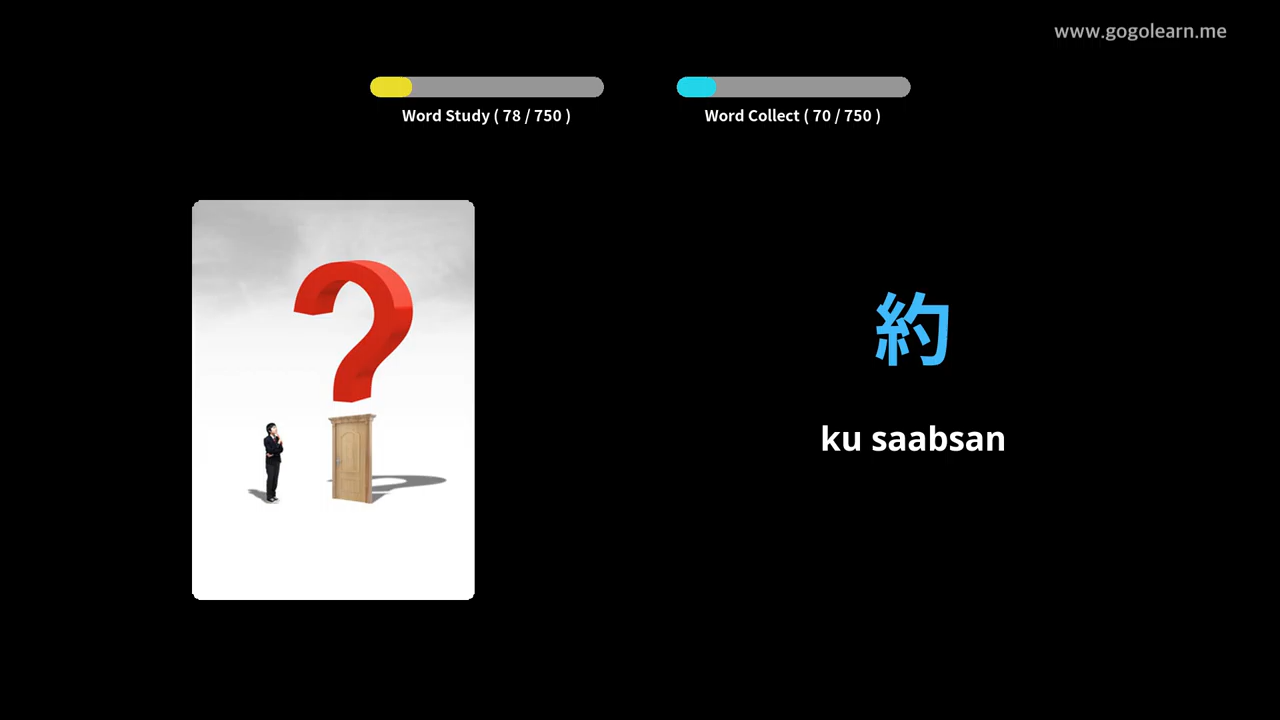 www.gogolearn.me
Word Study ( 78 / 750 )
Word Collect ( 70 / 750 )
?
約
ku saabsan